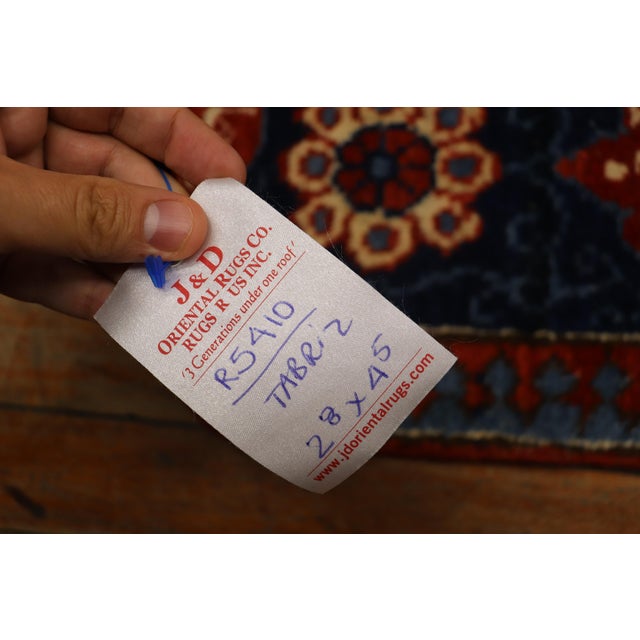 J & D
ORIENTAL RUGS CO.
RUGS 'R' US INC.
'3 Generations under one roof'
R5410
TABRiz
28 x 45
www.jdorientalrugs.com